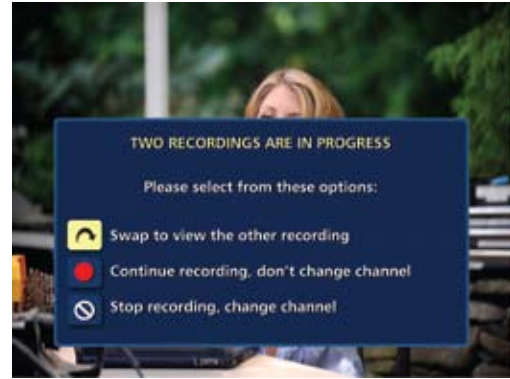 TWO RECORDINGS ARE IN PROGRESS
Please select from these options:
Swap to view the other recording
Continue recording, don't change channel
Stop recording, change channel